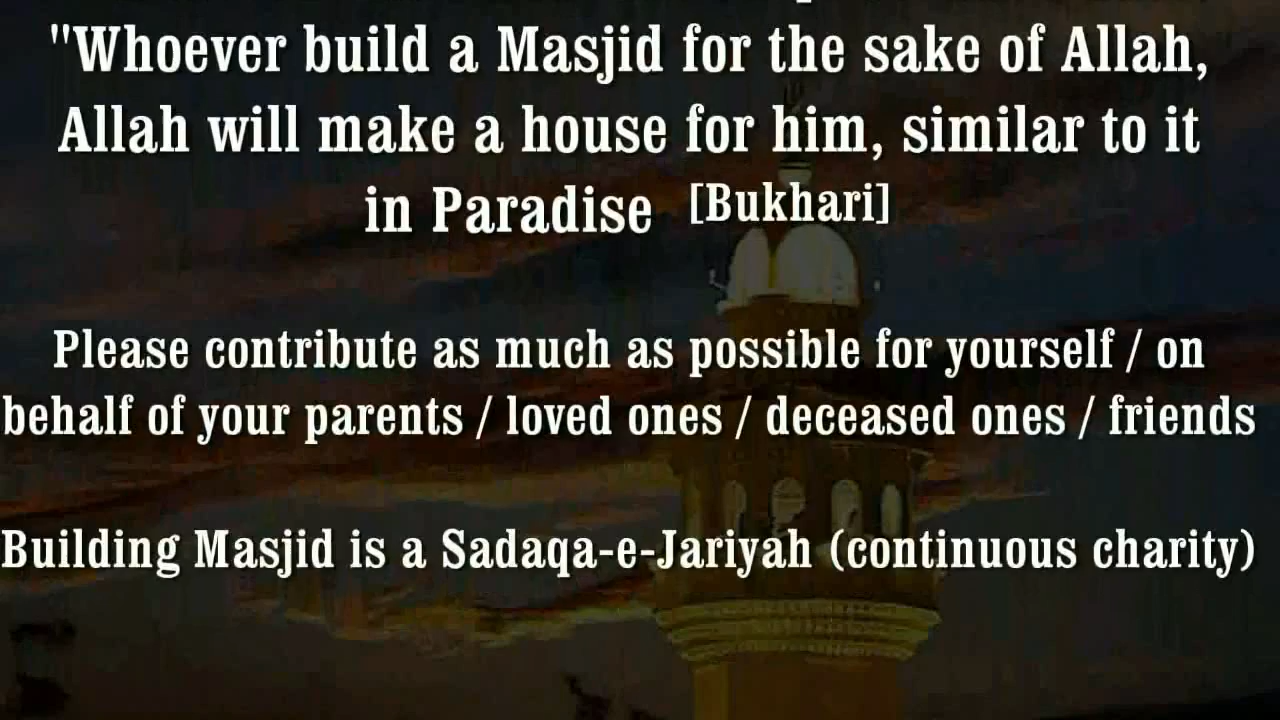 "Whoever build a Masjid for the sake of Allah,
Allah will make a house for him, similar to it
in Paradise [Bukhari]
Please contribute as much as possible for yourself / on
behalf of your parents / loved ones / deceased ones / friends
Building Masjid is a Sadaqa-e-Jariyah (continuous charity)